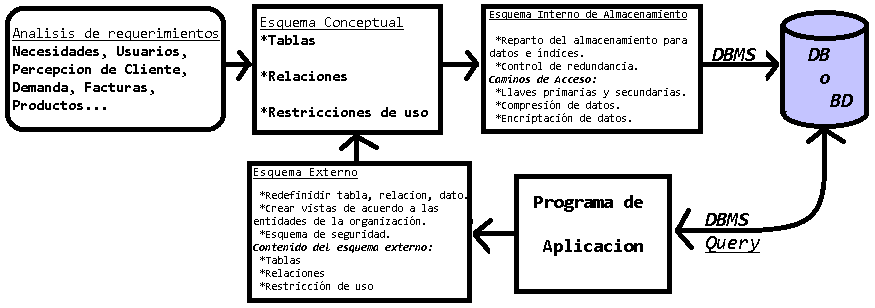 Analisis de requerimientos
Necesidades, Usuarios,
Percepcion de Cliente,
Demanda, Facturas,
Productos...
Esquema Conceptual
*Tablas
*Relaciones
*Restricciones de uso
Esquema Interno de Almacenamiento
*Reparto del almacenamiento para
datos e índices.
*Control de redundancia.
Caminos de Acceso:
*Llaves primarias y secundarias.
*Compresión de datos.
*Encriptación de datos.
DBMS
DB
o
BD
Esquema Externo
*Redefinidir tabla, relacion, dato.
*Crear vistas de acuerdo a las
entidades de la organización.
*Esquema de seguridad.
Contenido del esquema externo:
*Tablas
*Relaciones
*Restricción de uso
Programa de
Aplicacion
DBMS
Query